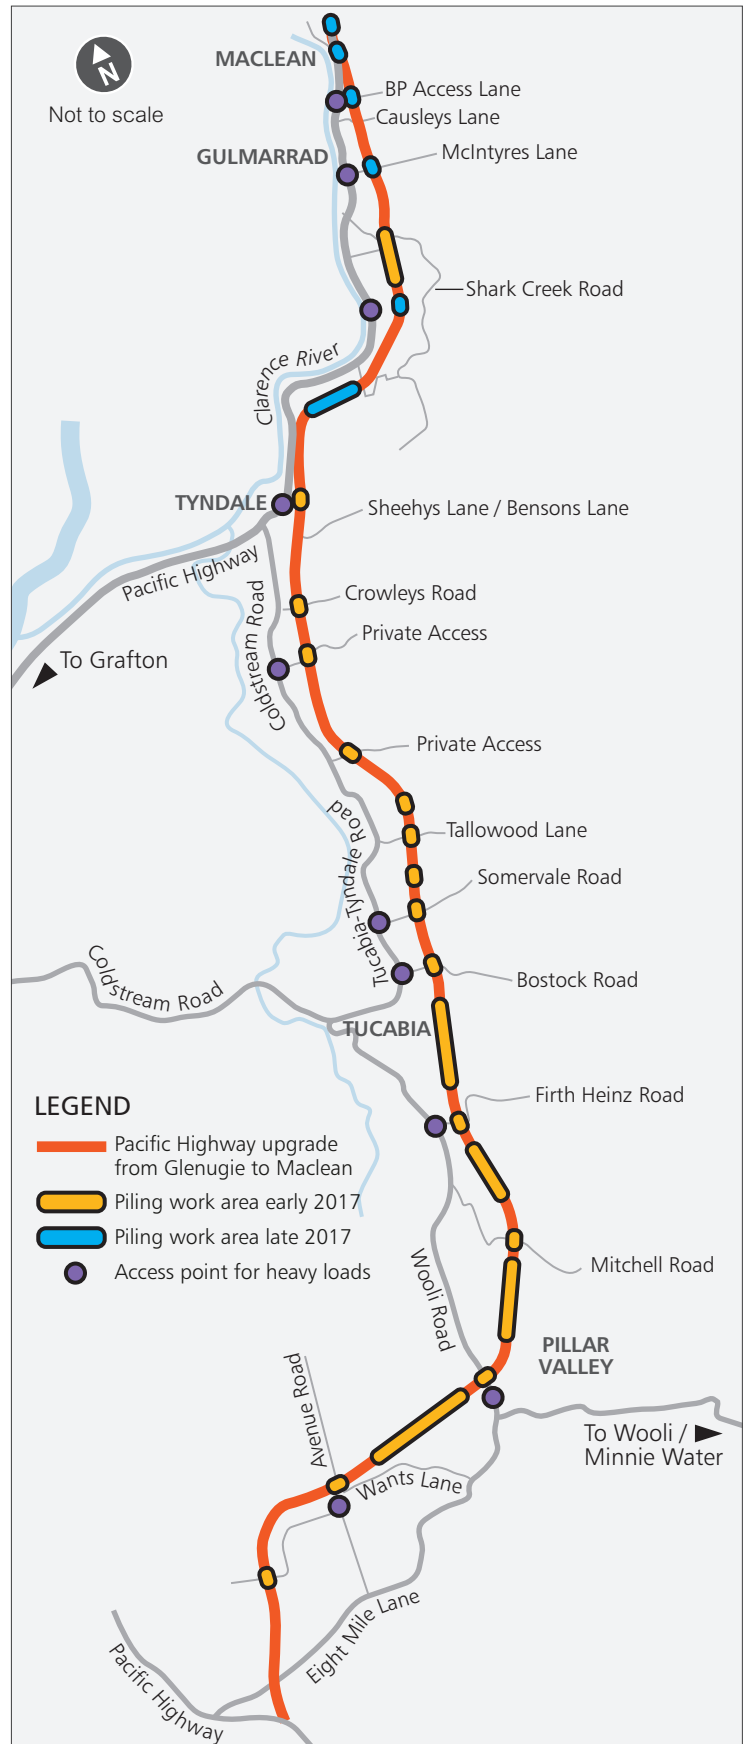 N
Not to scale
MACLEAN
BP Access Lane
Causleys Lane
GULMARRAD
McIntyres Lane
Shark Creek Road
Clarence River
TYNDALE
Sheehys Lane / Bensons Lane
Pacific Highway
Crowleys Road
Coldstream Road
Private Access
To Grafton
Private Access
Tucabia-Tyndale Road
Tallowood Lane
Somervale Road
Coldstream Road
Bostock Road
TUCABIA
LEGEND
Pacific Highway upgrade
from Glenugie to Maclean
Piling work area early 2017
Piling work area late 2017
Access point for heavy loads
Firth Heinz Road
Mitchell Road
Wooli Road
PILLAR
VALLEY
Avenue Road
To Wooli /
Minnie Water
Wants Lane
Eight Mile Lane
Pacific Highway